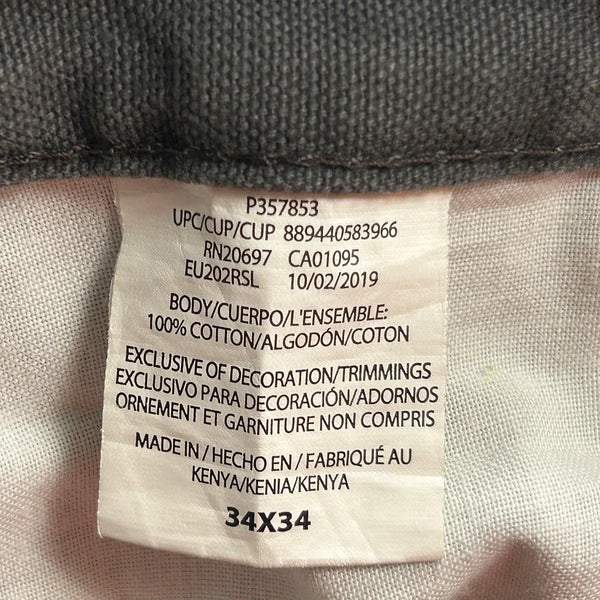 P357853
UPC/CUP/CUP 889440583966
RN20697 CA01095
EU202RSL 10/02/2019
BODY/CUERPO/L'ENSEMBLE:
100% COTTON/ALGODÓN/COTON
EXCLUSIVE OF DECORATION/TRIMMINGS
EXCLUSIVO PARA DECORACIÓN/ADORNOS
ORNEMENT ET GARNITURE NON COMPRIS
MADE IN / HECHO EN / FABRIQUÉ AU
KENYA/KENIA/KENYA
34X34